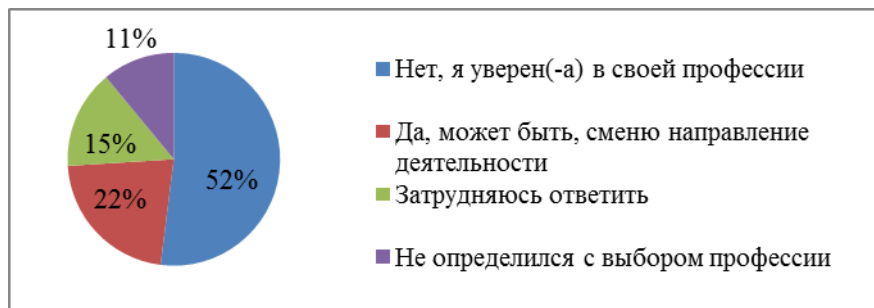 11%
15%
22%
52%
Нет, я уверен(-а) в своей профессии
Да, может быть, сменю направление
деятельности
Затрудняюсь ответить
Не определился с выбором профессии